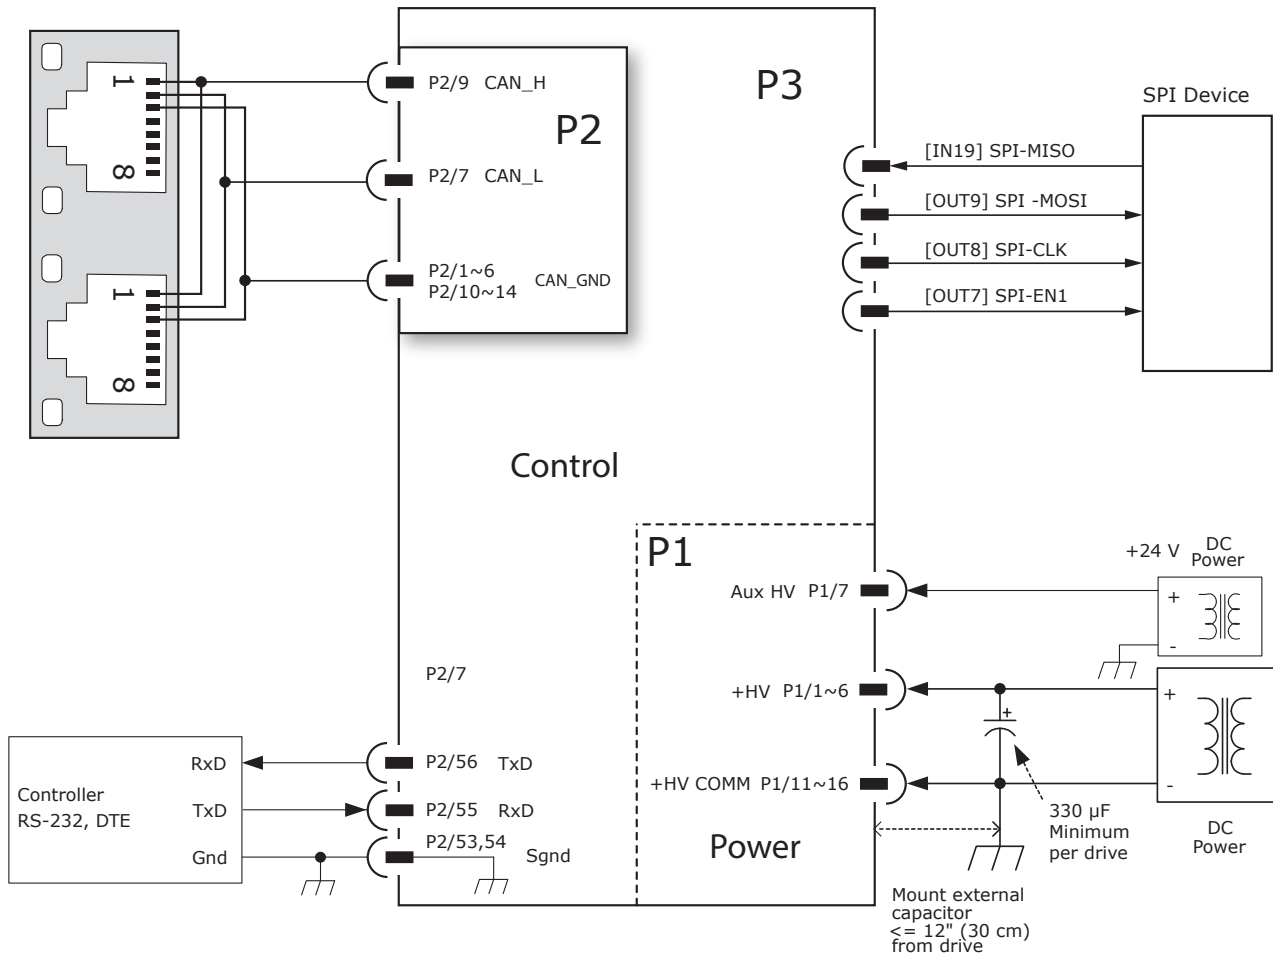 1
8
1
8
P2/9 CAN_H
P2
P2/7 CAN_L
P2/1~6
P2/10~14
CAN_GND
P3
SPI Device
[IN19] SPI-MISO
[OUT9] SPI -MOSI
[OUT8] SPI-CLK
[OUT7] SPI-EN1
Control
P1
Aux HV P1/7
+24 V
DC
Power
+
-
P2/7
+HV P1/1~6
+
+
-
+HV COMM P1/11~16
330 µF
Minimum
per drive
DC
Power
Power
Mount external
capacitor
<= 12" (30 cm)
from drive
Controller
RS-232, DTE
RxD
TxD
Gnd
P2/56 TxD
P2/55 RxD
P2/53,54
Sgnd